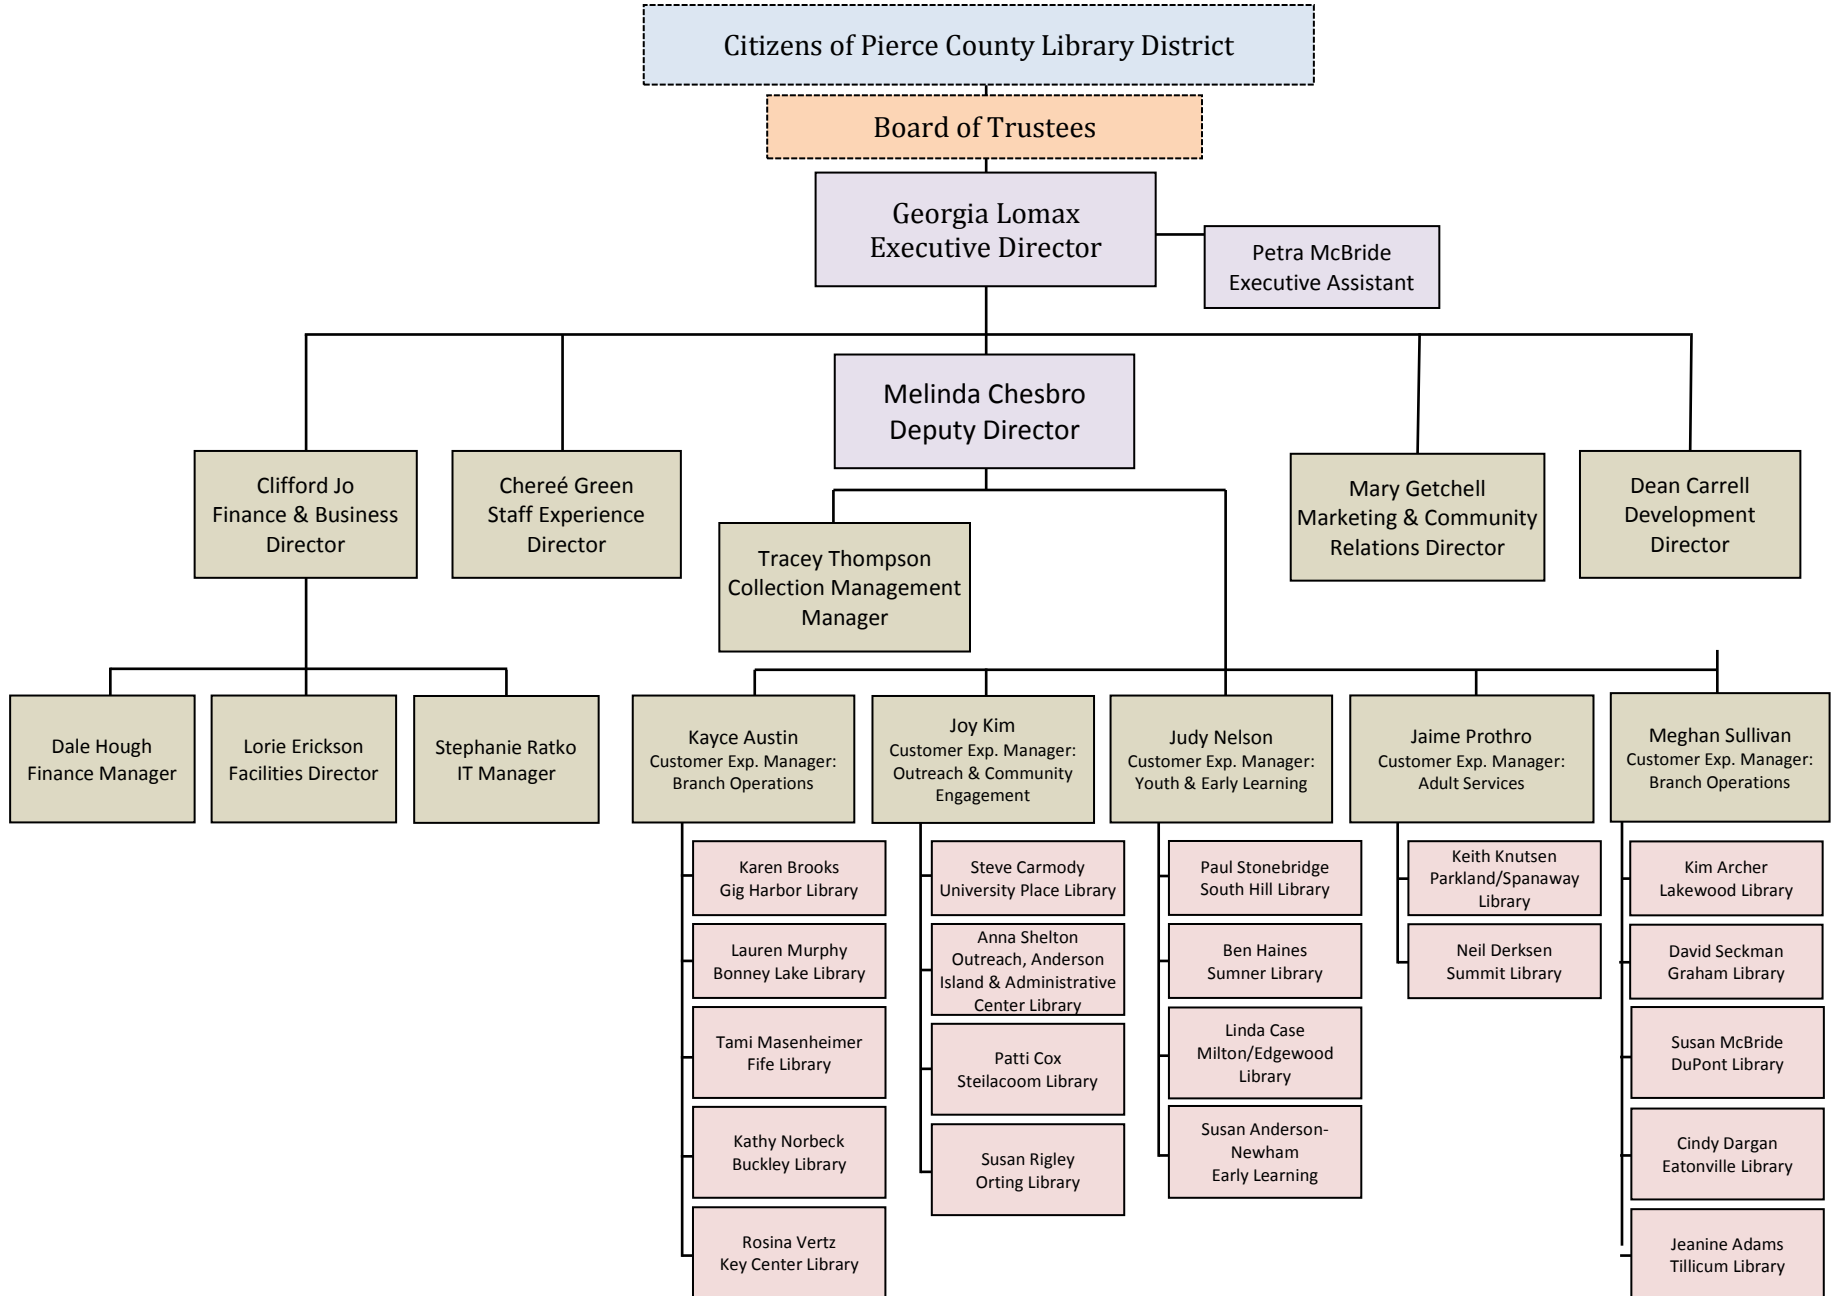 Citizens of Pierce County Library District
Board of Trustees
Georgia Lomax
Executive Director
Petra McBride
Executive Assistant
Melinda Chesbro
Deputy Director
Clifford Jo
Finance & Business
Director
Chereé Green
Staff Experience
Director
Mary Getchell
Marketing & Community
Relations Director
Dean Carrell
Development
Director
Tracey Thompson
Collection Management
Manager
Dale Hough
Finance Manager
Lorie Erickson
Facilities Director
Stephanie Ratko
IT Manager
Kayce Austin
Customer Exp. Manager:
Branch Operations
Joy Kim
Customer Exp. Manager:
Outreach & Community
Engagement
Judy Nelson
Customer Exp. Manager:
Youth & Early Learning
Jaime Prothro
Customer Exp. Manager:
Adult Services
Meghan Sullivan
Customer Exp. Manager:
Branch Operations
Karen Brooks
Gig Harbor Library
Lauren Murphy
Bonney Lake Library
Tami Masenheimer
Fife Library
Kathy Norbeck
Buckley Library
Rosina Vertz
Key Center Library
Steve Carmody
University Place Library
Anna Shelton
Outreach, Anderson
Island & Administrative
Center Library
Patti Cox
Steilacoom Library
Susan Rigley
Orting Library
Paul Stonebridge
South Hill Library
Ben Haines
Sumner Library
Linda Case
Milton/Edgewood
Library
Susan Anderson-
Newham
Early Learning
Keith Knutsen
Parkland/Spanaway
Library
Neil Derksen
Summit Library
Kim Archer
Lakewood Library
David Seckman
Graham Library
Susan McBride
DuPont Library
Cindy Dargan
Eatonville Library
Jeanine Adams
Tillicum Library